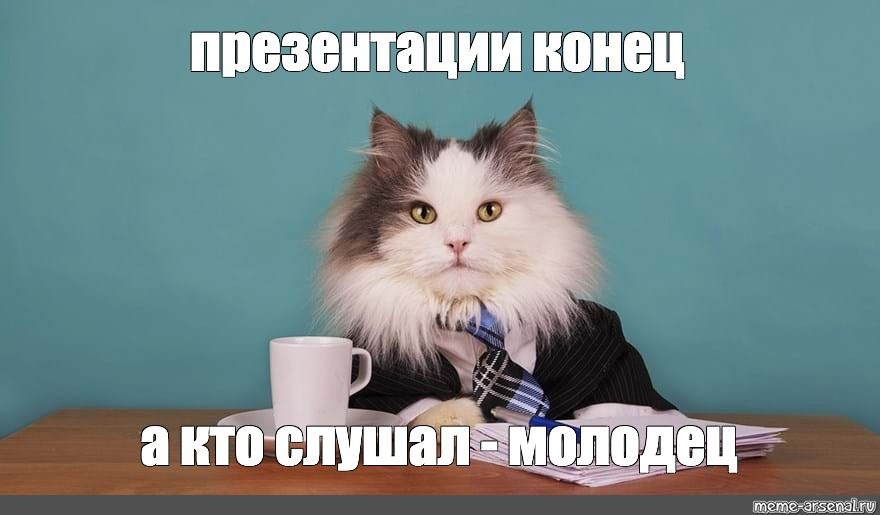 презентации конец
а кто слушал - молодец
meme-arsenal.ru